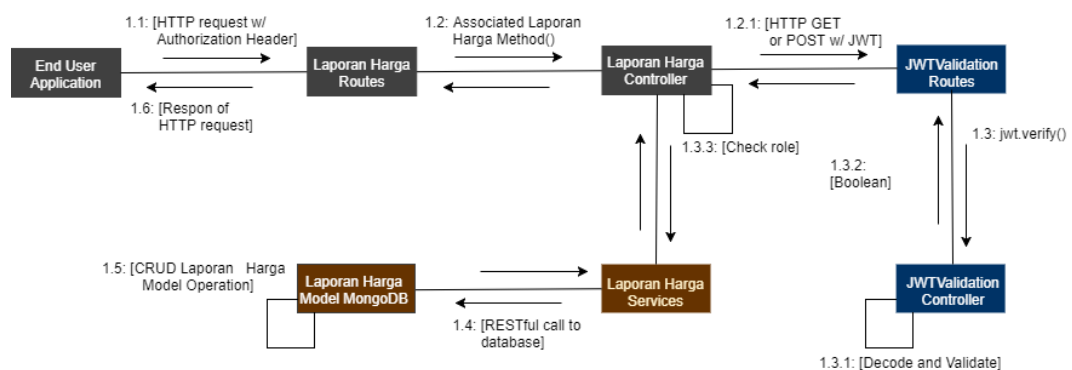 1.1: [HTTP request w/
Authorization Header]
1.2: Associated Laporan
Harga Method()
1.2.1: [HTTP GET
or POST w/ JWT]
End User
Application
Laporan Harga
Routes
Laporan Harga
Controller
JWTValidation
Routes
1.6: [Respon of
HTTP request]
1.3.3: [Check role]
1.3: jwt.verify()
1.3.2:
[Boolean]
1.5: [CRUD Laporan Harga
Model Operation]
Laporan Harga
Model MongoDB
Laporan Harga
Services
JWTValidation
Controller
1.4: [RESTful call to
database]
1.3.1: [Decode and Validate]